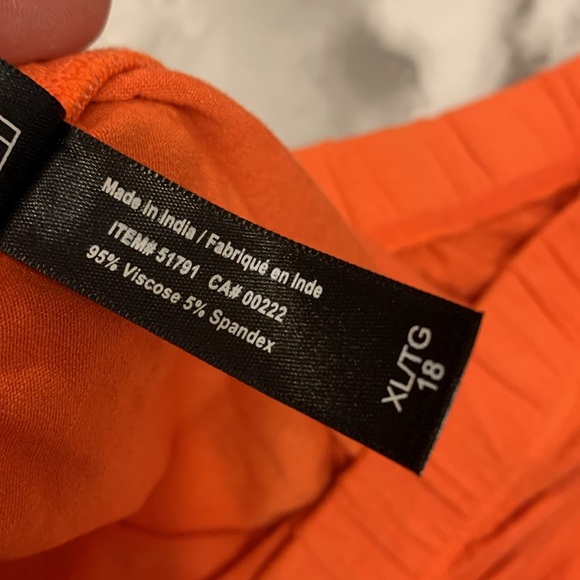 Made in India / Fabriqué en Inde
ITEM# 51791 CA# 00222
95% Viscose 5% Spandex
XL/TG
18